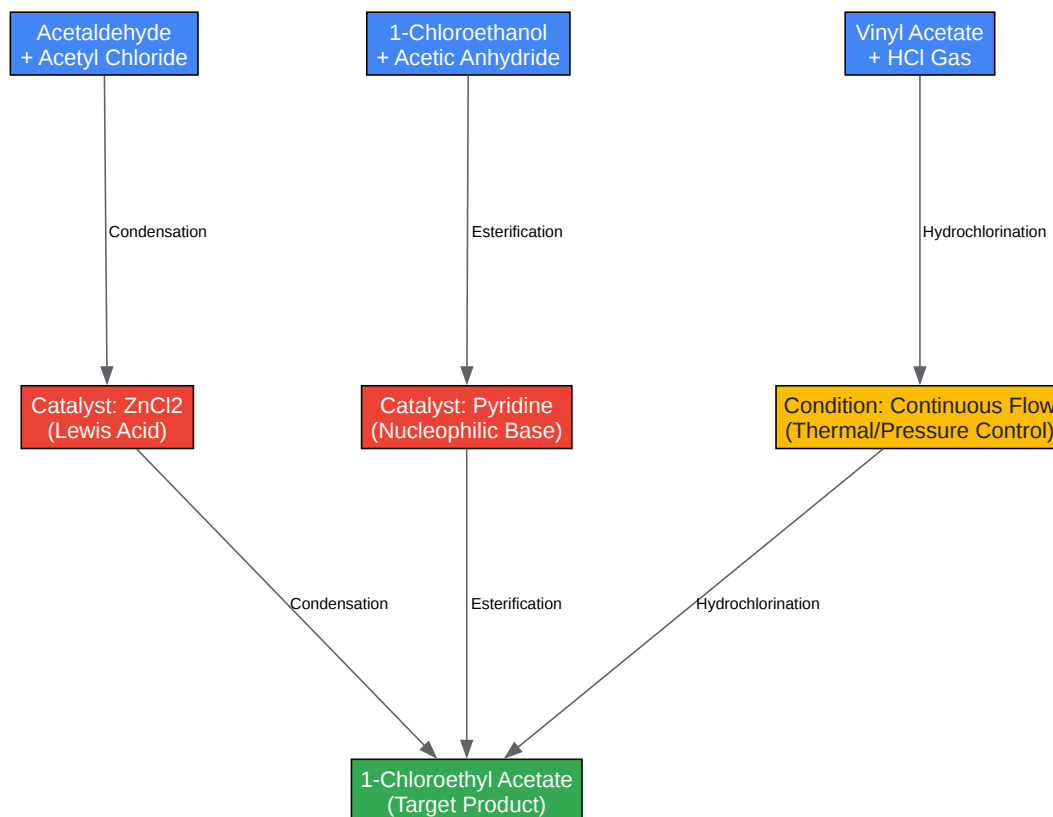 Acetaldehyde
+ Acetyl Chloride
1-Chloroethanol
+ Acetic Anhydride
Vinyl Acetate
+ HCl Gas
Condensation
Esterification
Hydrochlorination
Catalyst: ZnCl2
(Lewis Acid)
Catalyst: Pyridine
(Nucleophilic Base)
Condition: Continuous Flow
(Thermal/Pressure Control)
Condensation
Esterification
Hydrochlorination
1-Chloroethyl Acetate
(Target Product)